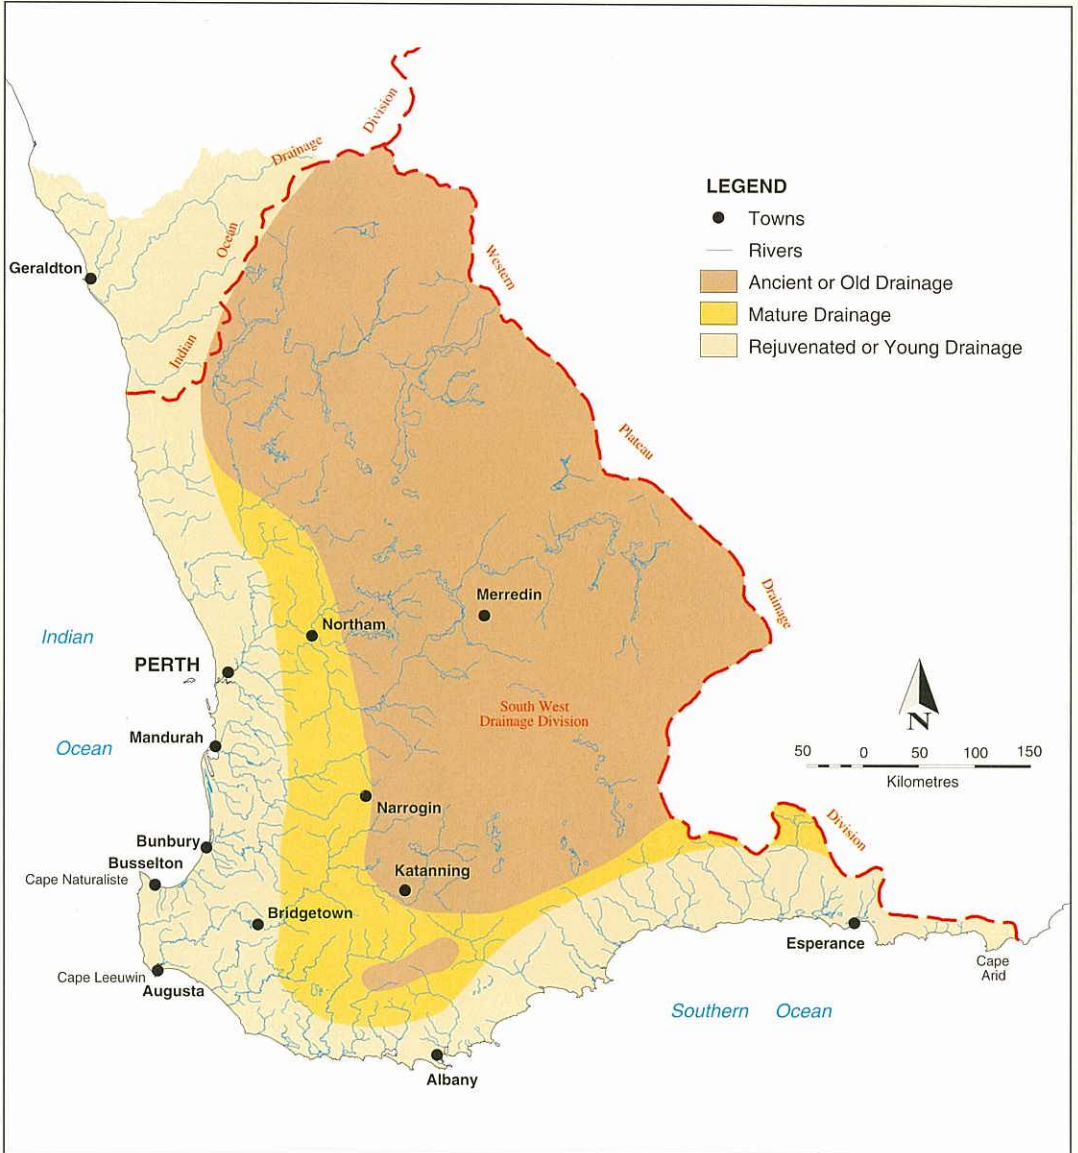 Division
Drainage
Ocean
Indian
Western
Plateau
Drainage
Division
LEGEND
Towns
Rivers
Ancient or Old Drainage
Mature Drainage
Rejuvenated or Young Drainage
Geraldton
Merredin
Northam
Indian
PERTH
South West
Drainage Division
N
Mandurah
Ocean
50 0 50 100 150
Kilometres
Narrogin
Bunbury
Busselton
Katanning
Cape Naturaliste
Bridgetown
Esperance
Cape
Arid
Cape Leeuwin
Augusta
Southern Ocean
Albany